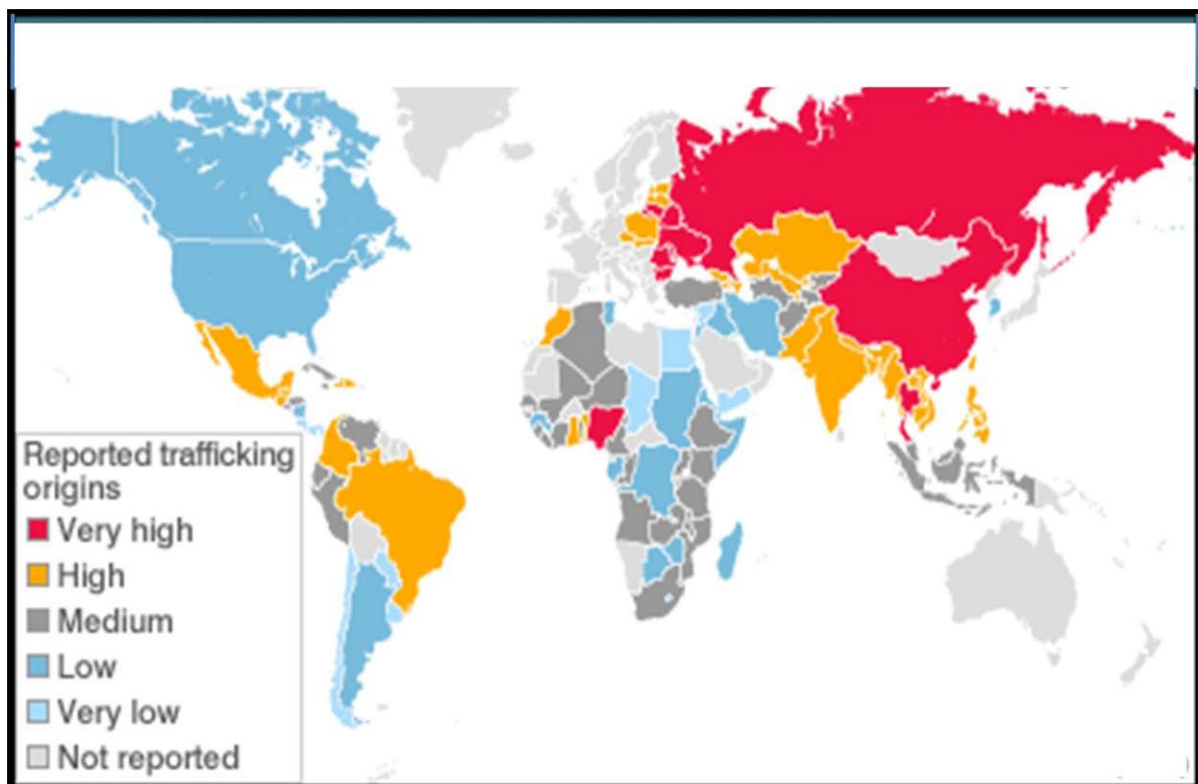 Reported trafficking
origins
Very high
High
Medium
Low
Very low
Not reported